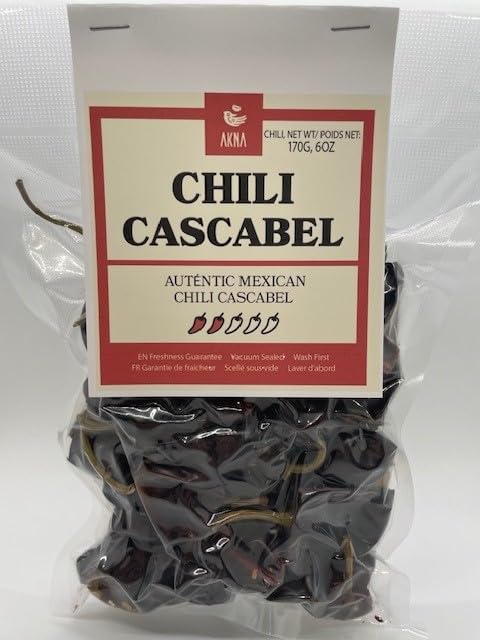 AKNA
CHILI, NET WT/ POIDS NET:
170G, 6OZ
CHILI
CASCABEL
AUTÉNTIC MEXICAN
CHILI CASCABEL
EN Freshness Guarantee Vacuum Sealed Wash First
FR Garantie de fraîcheur Scellé sous-vide Laver d'abord